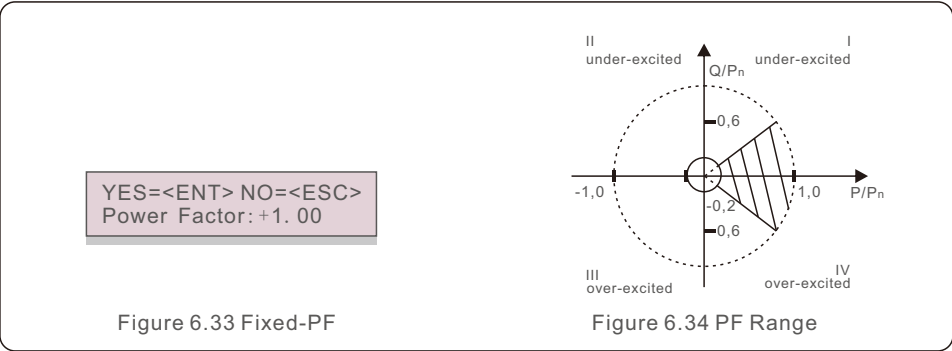 YES=<ENT> NO=<ESC>
Power Factor: +1. 00
Figure 6.33 Fixed-PF
II
under-excited
I
under-excited
Q/Pn
0,6
-1,0
1,0
P/Pn
-0,2
0,6
III
over-excited
IV
over-excited
Figure 6.34 PF Range